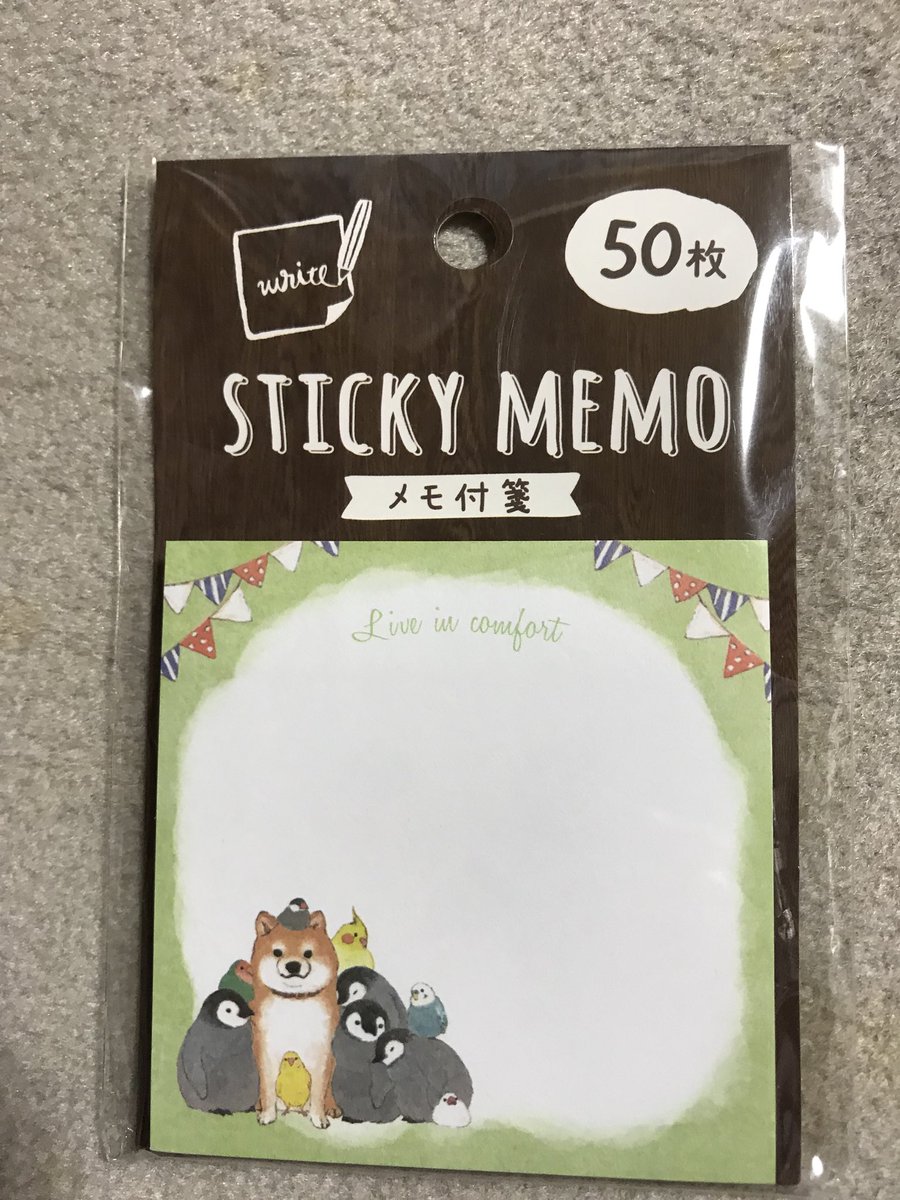 write
50枚
STICKY MEMO
メモ付箋
Live in comfort